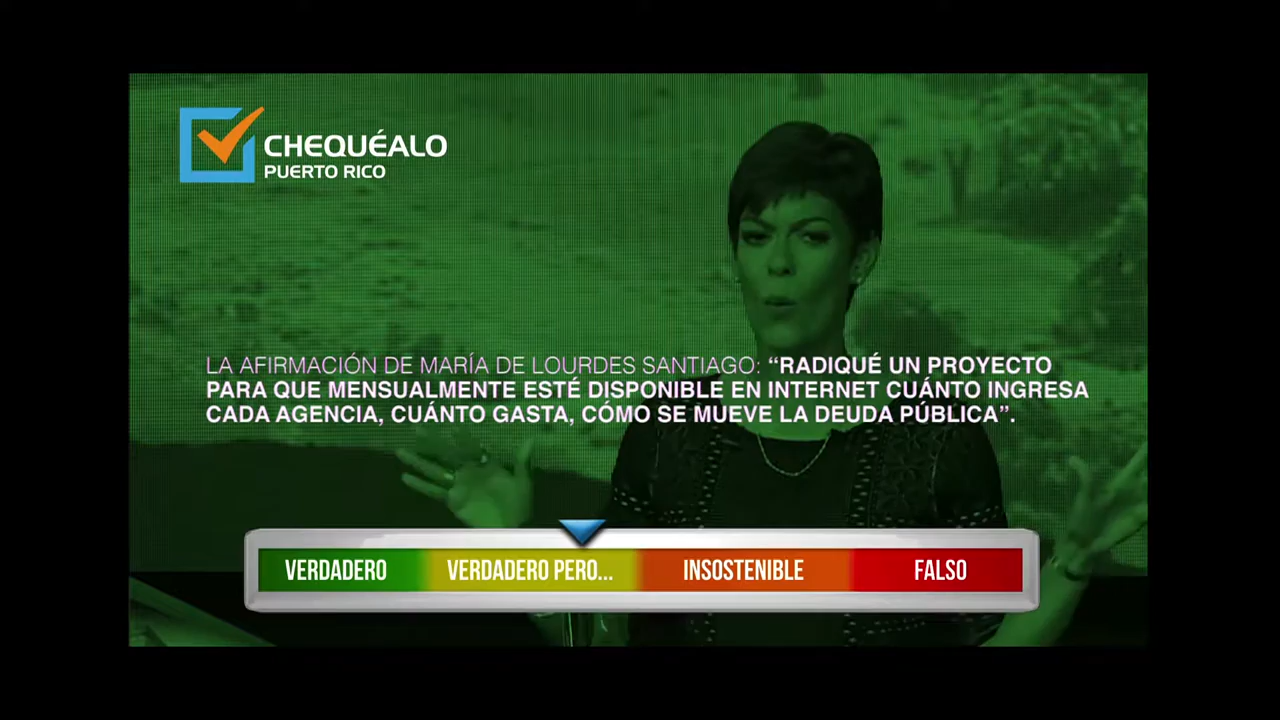 CHEQUÉALO
PUERTO RICO
LA AFIRMACIÓN DE MARÍA DE LOURDES SANTIAGO: “RADIQUÉ UN PROYECTO
PARA QUE MENSUALMENTE ESTÉ DISPONIBLE EN INTERNET CUÁNTO INGRESA
CADA AGENCIA, CUÁNTO GASTA, CÓMO SE MUEVE LA DEUDA PÚBLICA”.
VERDADERO VERDADERO PERO... INSOSTENIBLE FALSO